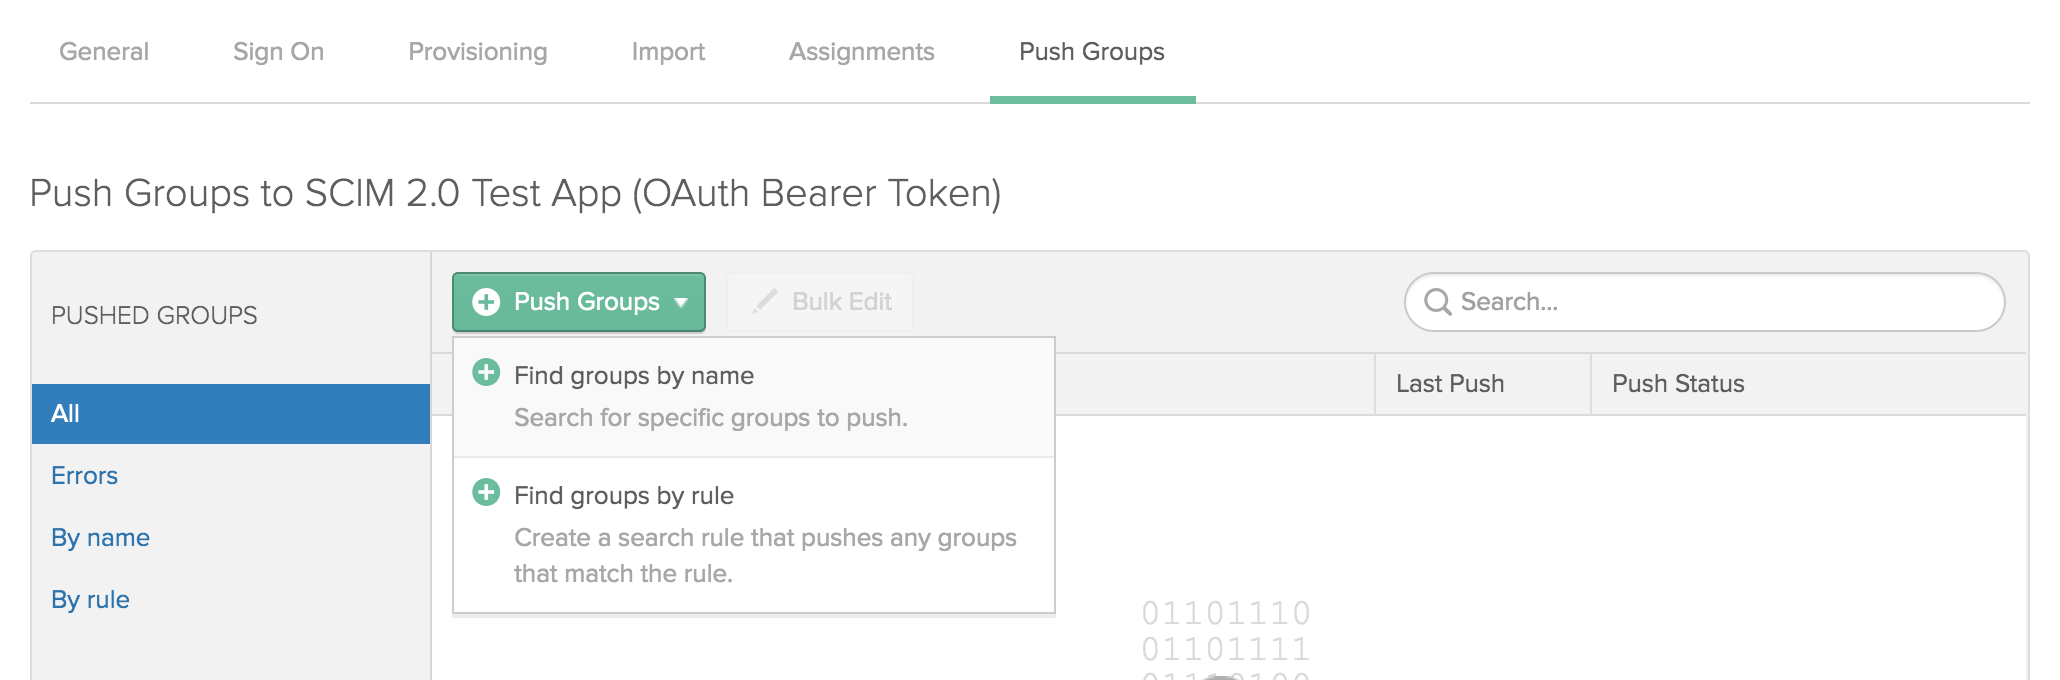 General
Sign On
Provisioning
Import
Assignments
Push Groups
Push Groups to SCIM 2.0 Test App (OAuth Bearer Token)
PUSHED GROUPS
All
Errors
By name
By rule
Push Groups
Bulk Edit
Search...
Find groups by name
Search for specific groups to push.
Find groups by rule
Create a search rule that pushes any groups
that match the rule.
Last Push
Push Status
01101110
01101111